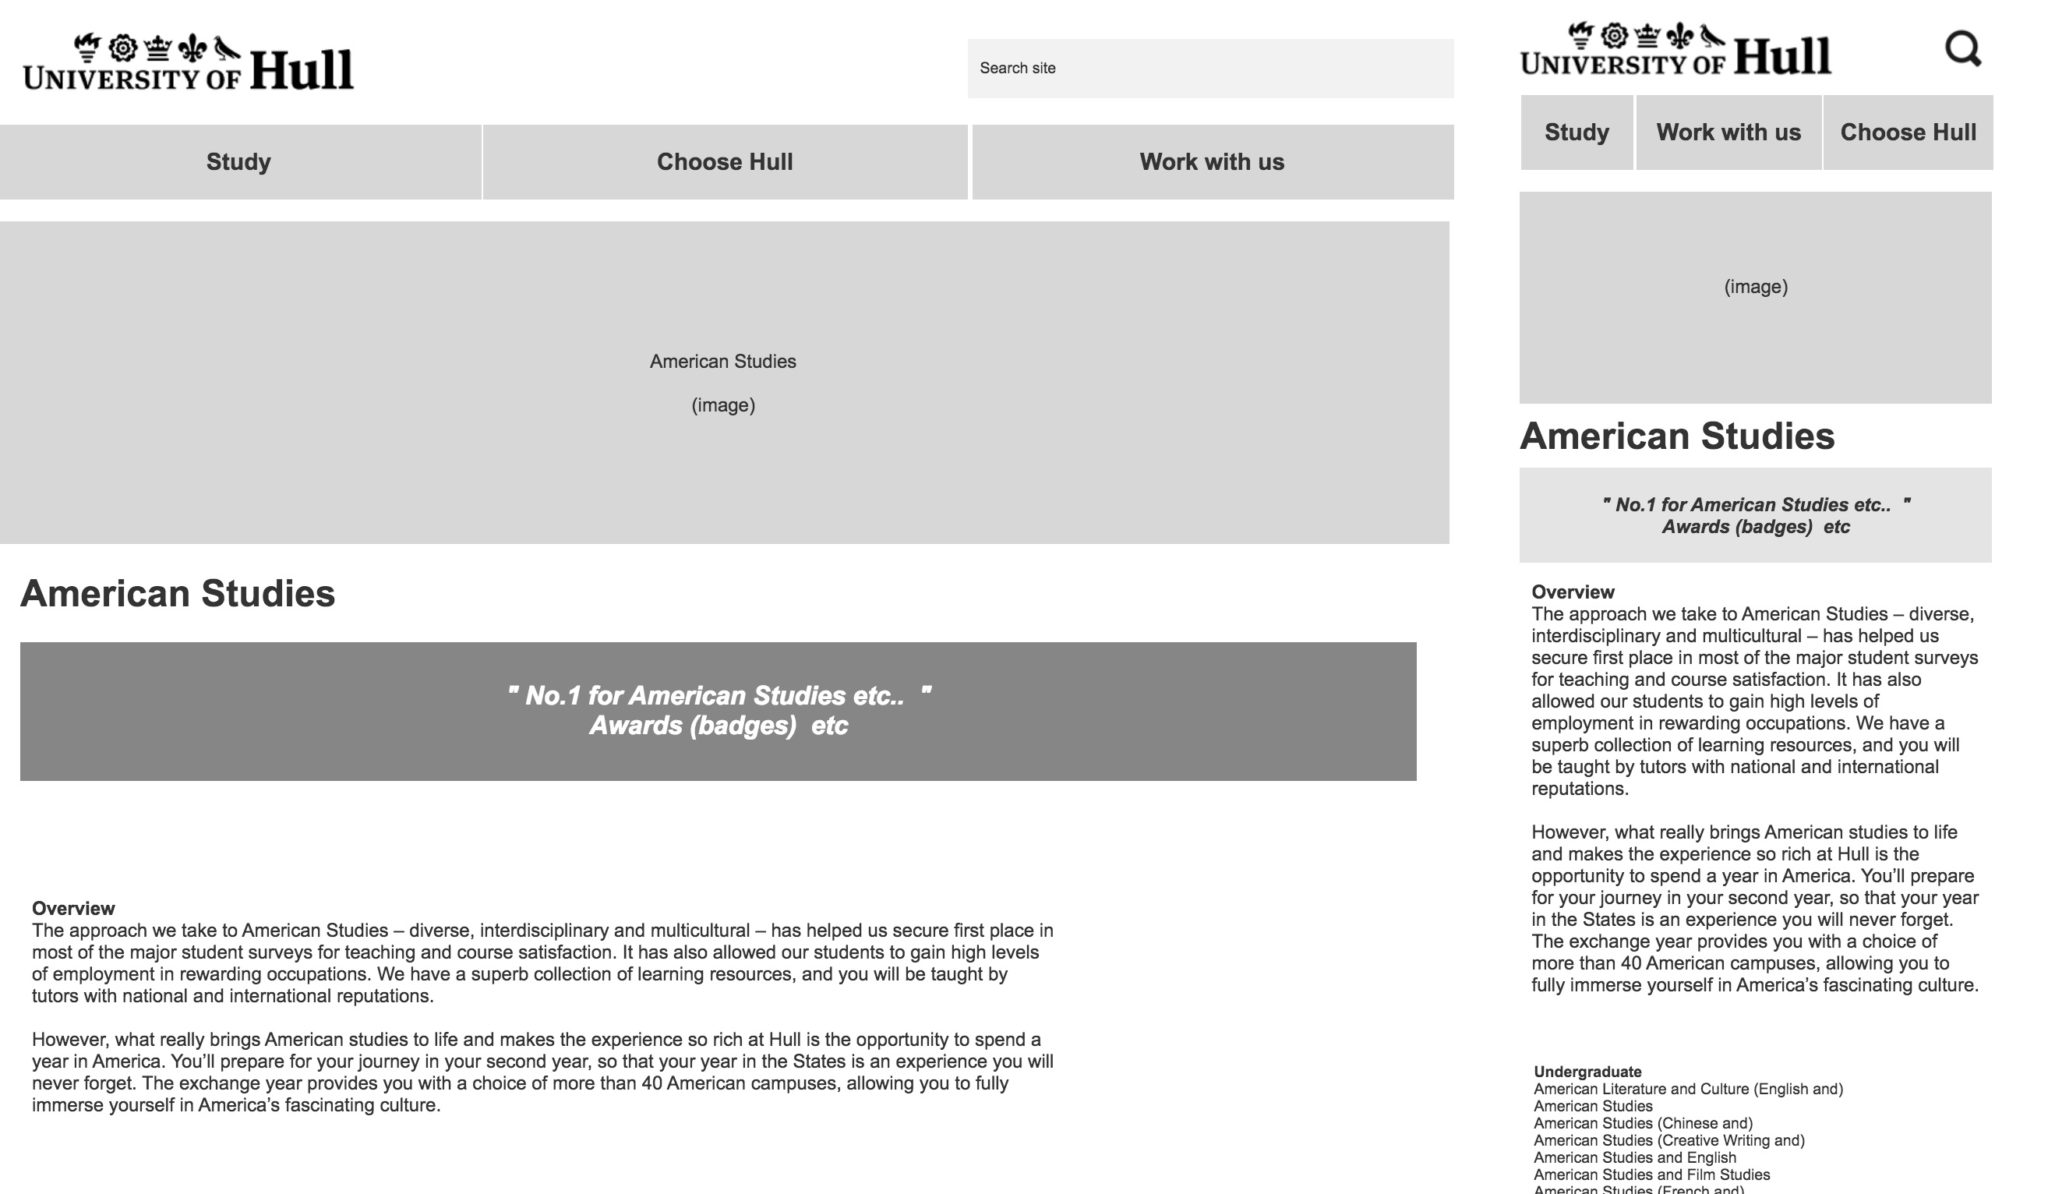 UNIVERSITY OF Hull
Search site
Study
Choose Hull
Work with us
American Studies
(image)
American Studies
" No.1 for American Studies etc..  "
Awards (badges)  etc
Overview
The approach we take to American Studies – diverse, interdisciplinary and multicultural – has helped us secure first place in
most of the major student surveys for teaching and course satisfaction. It has also allowed our students to gain high levels
of employment in rewarding occupations. We have a superb collection of learning resources, and you will be taught by
tutors with national and international reputations.
However, what really brings American studies to life and makes the experience so rich at Hull is the opportunity to spend a
year in America. You’ll prepare for your journey in your second year, so that your year in the States is an experience you will
never forget. The exchange year provides you with a choice of more than 40 American campuses, allowing you to fully
immerse yourself in America’s fascinating culture.
UNIVERSITY OF Hull
Study
Work with us
Choose Hull
(image)
American Studies
" No.1 for American Studies etc..  "
Awards (badges)  etc
Overview
The approach we take to American Studies – diverse,
interdisciplinary and multicultural – has helped us
secure first place in most of the major student surveys
for teaching and course satisfaction. It has also
allowed our students to gain high levels of
employment in rewarding occupations. We have a
superb collection of learning resources, and you will
be taught by tutors with national and international
reputations.
However, what really brings American studies to life
and makes the experience so rich at Hull is the
opportunity to spend a year in America. You’ll prepare
for your journey in your second year, so that your year
in the States is an experience you will never forget.
The exchange year provides you with a choice of
more than 40 American campuses, allowing you to
fully immerse yourself in America’s fascinating culture.
Undergraduate
American Literature and Culture (English and)
American Studies
American Studies (Chinese and)
American Studies (Creative Writing and)
American Studies and English
American Studies and Film Studies
American Studies (French and)